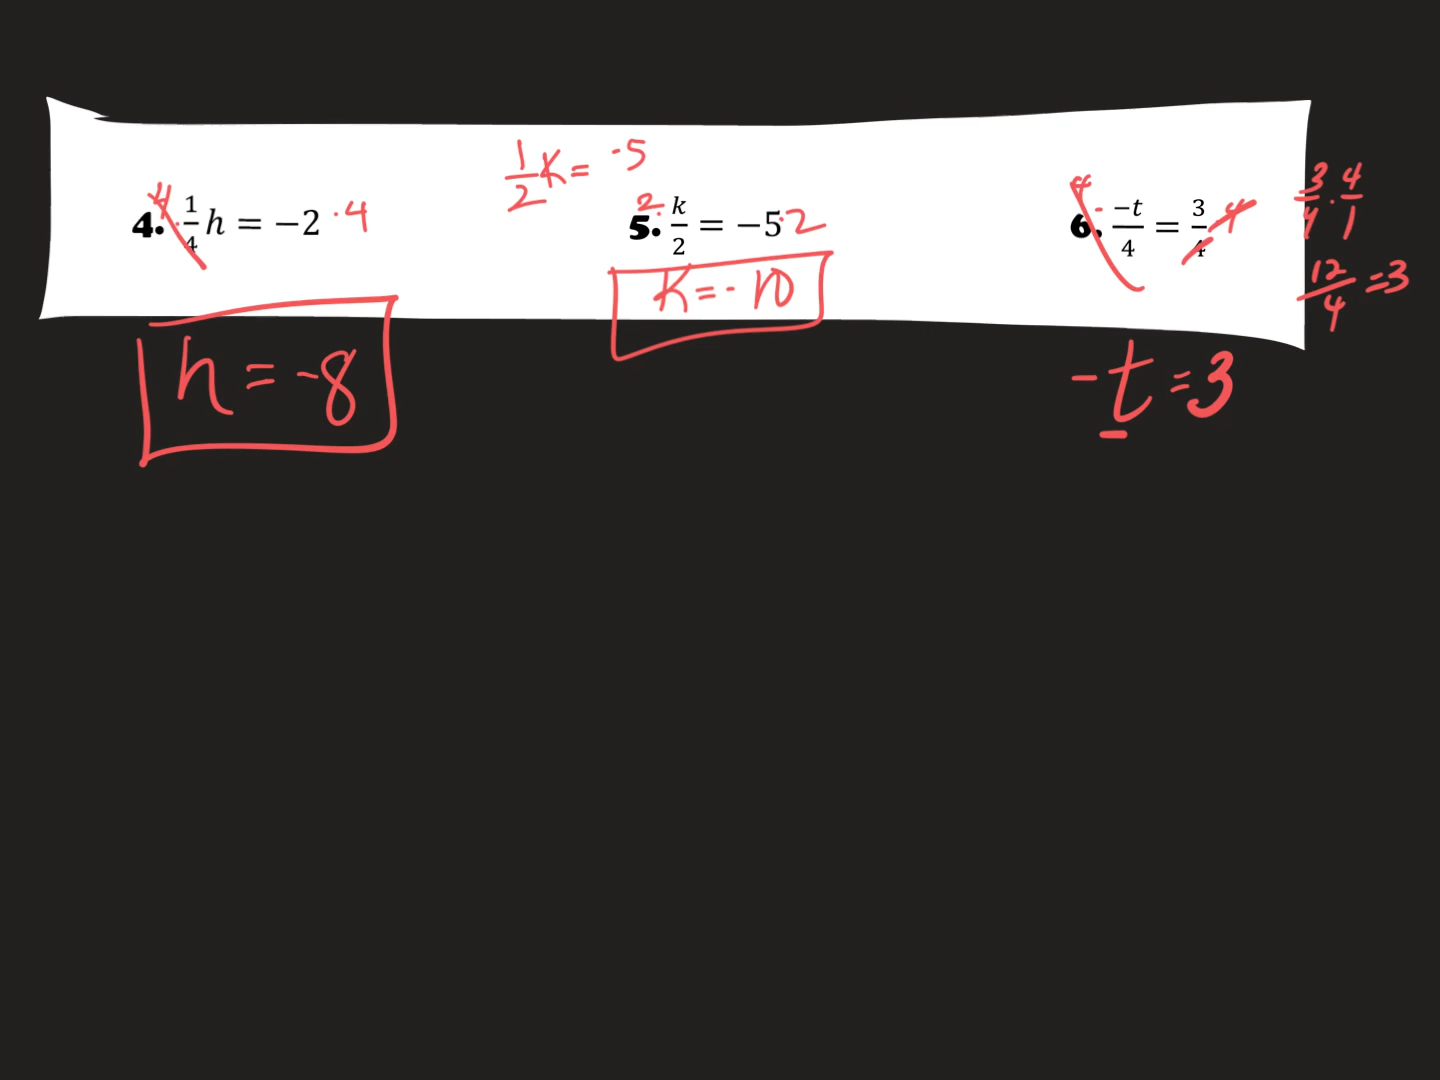 1/2 K = -5
4 · 4. 1/4 h = −2 · 4
2 · 5. k/2 = −5 · 2
4 · 6. −t/4 = 3/4 · 4
3/4 · 4/1
12/4 = 3
h = -8
K = - 10
- t = 3